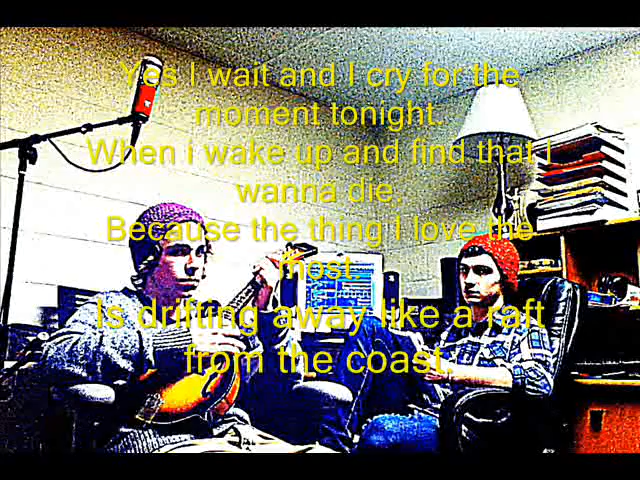 Yes I wait and I cry for the
moment tonight.
When i wake up and find that I
wanna die.
Because the thing I love the
most.
Is drifting away like a raft
from the coast.